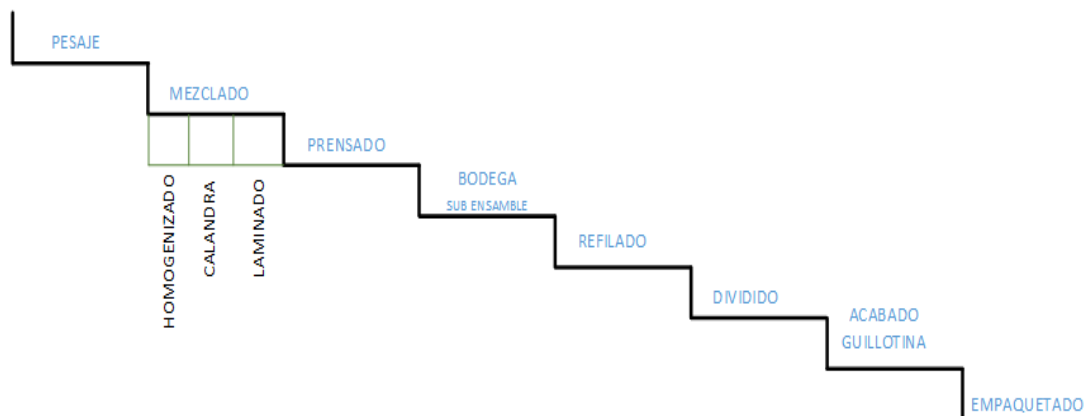 PESAJE
MEZCLADO
HOMOGENIZADO
CALANDRA
LAMINADO
PRENSADO
BODEGA
SUB ENSAMBLE
REFILADO
DIVIDIDO
ACABADO
GUILLOTINA
EMPAQUETADO